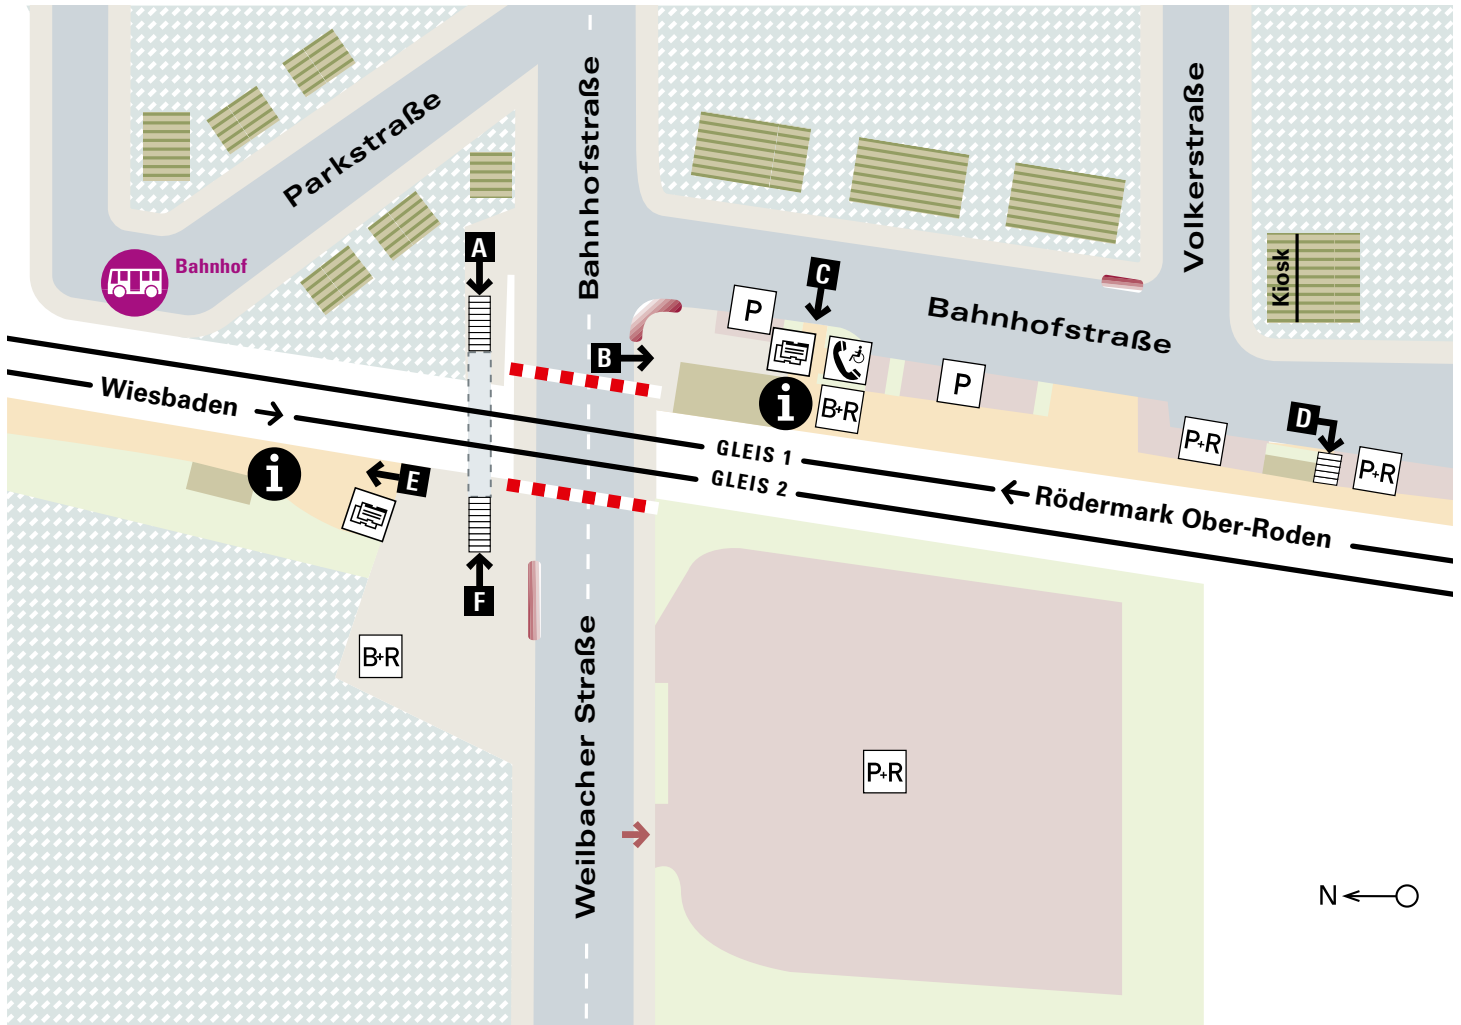 Parkstraße
Bahnhofstraße
Volkerstraße
Bahnhof
A
Kiosk
C
P
Bahnhofstraße
B
P
Wiesbaden
i
B+R
D
GLEIS 1
P+R
P+R
i
E
GLEIS 2
Rödermark Ober-Roden
F
B+R
Weilbacher Straße
P+R
N